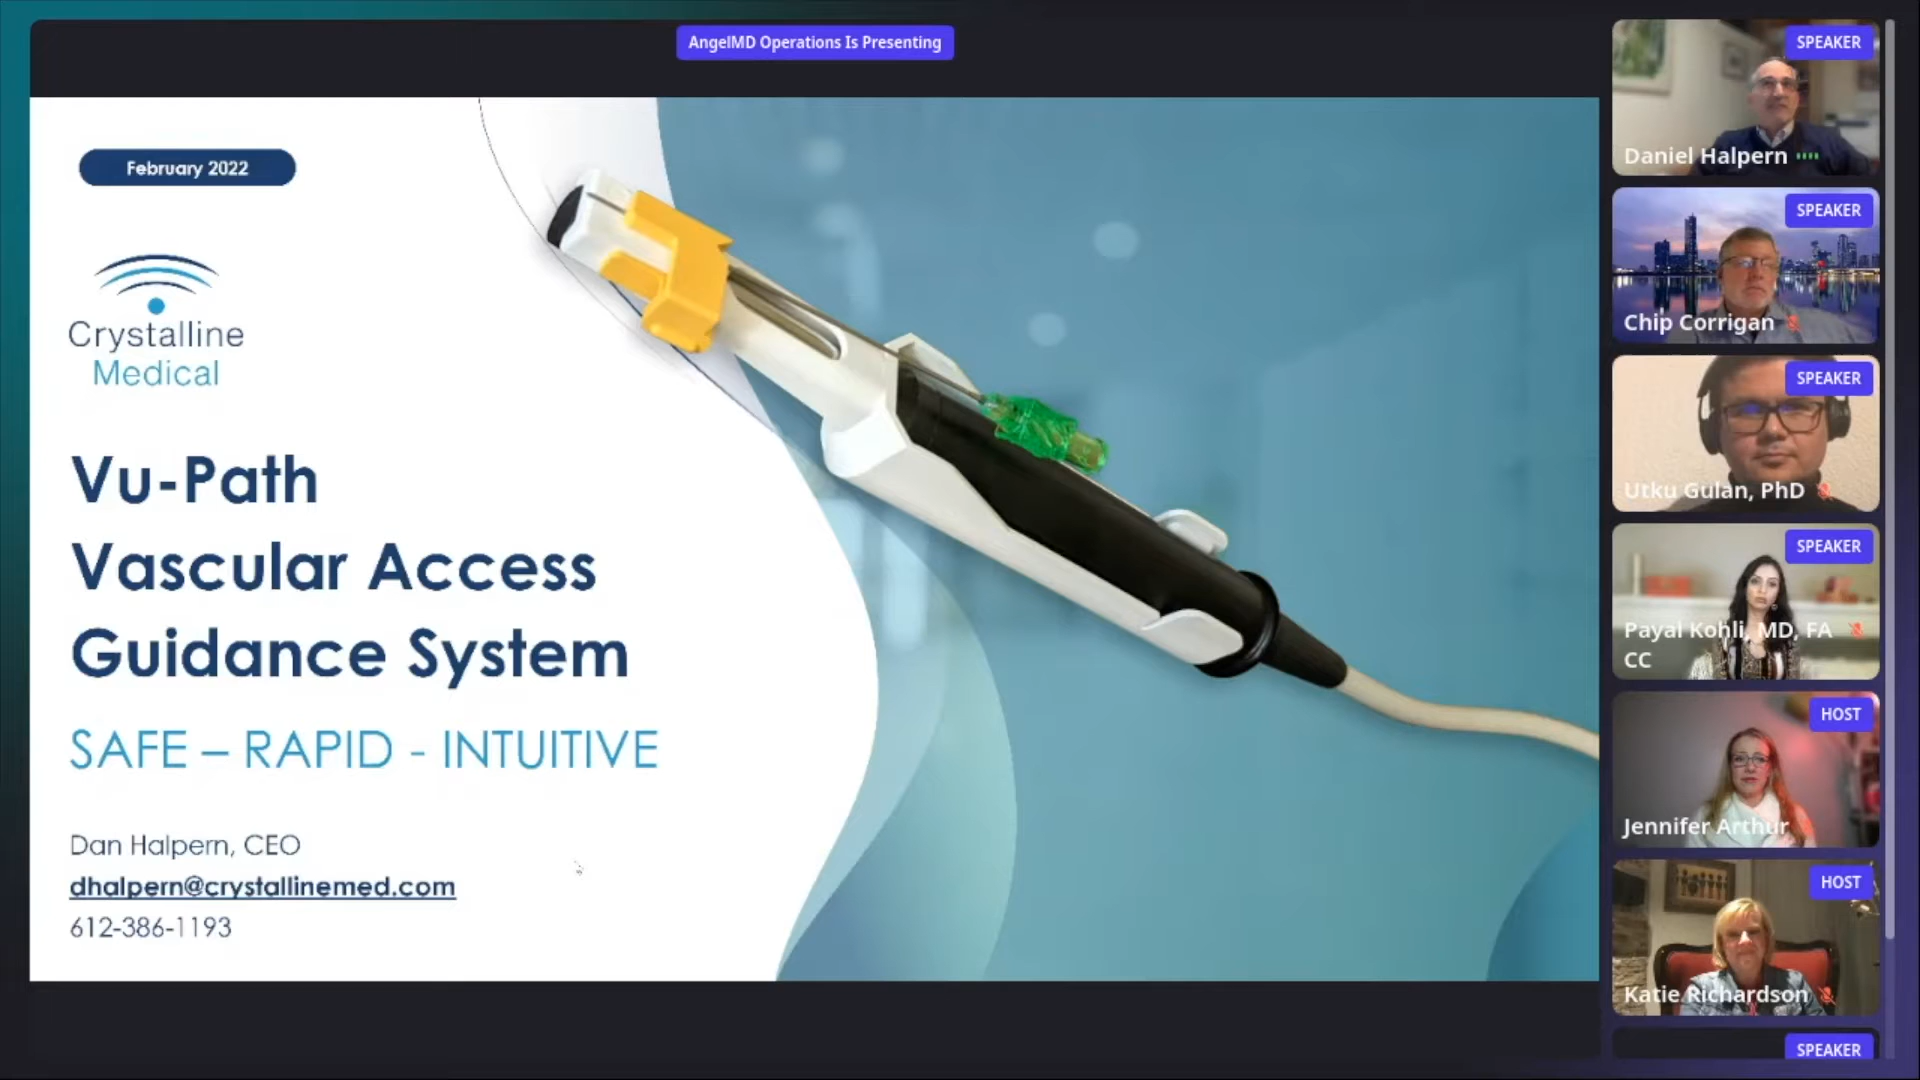 AngelMD Operations Is Presenting
February 2022
Crystalline
Medical
Vu-Path
Vascular Access
Guidance System
SAFE – RAPID - INTUITIVE
Dan Halpern, CEO
dhalpern@crystallinemed.com
612-386-1193
SPEAKER
Daniel Halpern
SPEAKER
Chip Corrigan
SPEAKER
Utku Gulan, PhD
SPEAKER
Payal Kohli, MD, FA
CC
HOST
Jennifer Arthur
HOST
Katie Richardson
SPEAKER